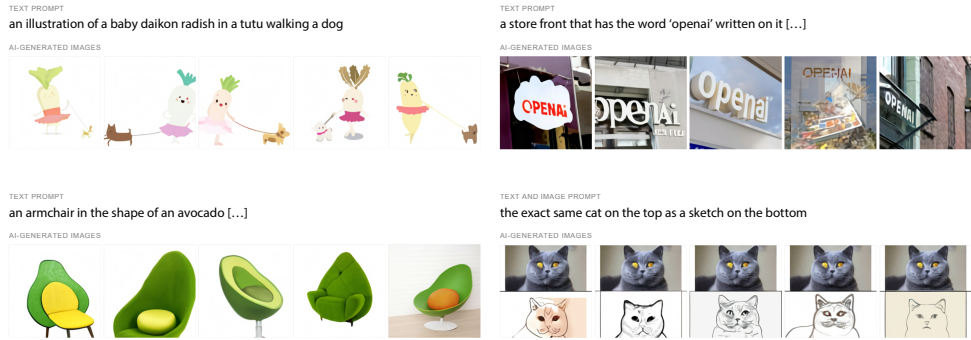 TEXT PROMPT
an illustration of a baby daikon radish in a tutu walking a dog
AI-GENERATED IMAGES
TEXT PROMPT
a store front that has the word ‘openai’ written on it […]
AI-GENERATED IMAGES
OPENAi
openAi
Openai
OPENAI
OPENAI
TEXT PROMPT
an armchair in the shape of an avocado […]
AI-GENERATED IMAGES
TEXT AND IMAGE PROMPT
the exact same cat on the top as a sketch on the bottom
AI-GENERATED IMAGES